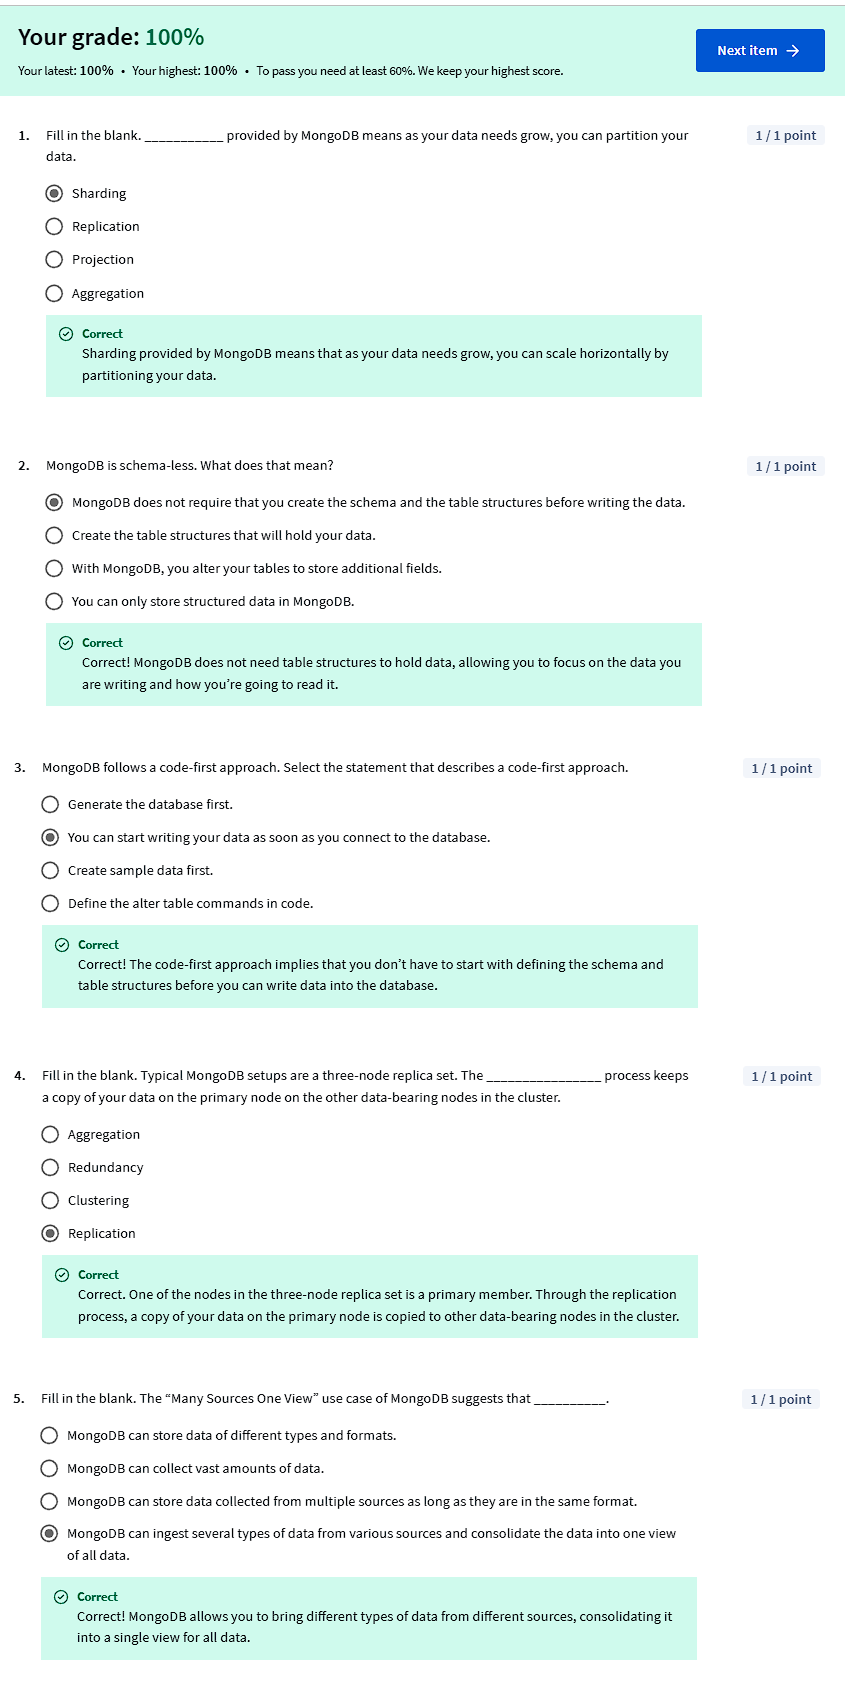 Your grade: 100%
Next item →
Your latest: 100% • Your highest: 100% • To pass you need at least 60%. We keep your highest score.
1. Fill in the blank. ___________ provided by MongoDB means as your data needs grow, you can partition your
data.
1 / 1 point
Sharding
Replication
Projection
Aggregation
Correct
Sharding provided by MongoDB means that as your data needs grow, you can scale horizontally by
partitioning your data.
2. MongoDB is schema-less. What does that mean?
1 / 1 point
MongoDB does not require that you create the schema and the table structures before writing the data.
Create the table structures that will hold your data.
With MongoDB, you alter your tables to store additional fields.
You can only store structured data in MongoDB.
Correct
Correct! MongoDB does not need table structures to hold data, allowing you to focus on the data you
are writing and how you’re going to read it.
3. MongoDB follows a code-first approach. Select the statement that describes a code-first approach.
1 / 1 point
Generate the database first.
You can start writing your data as soon as you connect to the database.
Create sample data first.
Define the alter table commands in code.
Correct
Correct! The code-first approach implies that you don’t have to start with defining the schema and
table structures before you can write data into the database.
4. Fill in the blank. Typical MongoDB setups are a three-node replica set. The ________________ process keeps
a copy of your data on the primary node on the other data-bearing nodes in the cluster.
1 / 1 point
Aggregation
Redundancy
Clustering
Replication
Correct
Correct. One of the nodes in the three-node replica set is a primary member. Through the replication
process, a copy of your data on the primary node is copied to other data-bearing nodes in the cluster.
5. Fill in the blank. The “Many Sources One View” use case of MongoDB suggests that __________.
1 / 1 point
MongoDB can store data of different types and formats.
MongoDB can collect vast amounts of data.
MongoDB can store data collected from multiple sources as long as they are in the same format.
MongoDB can ingest several types of data from various sources and consolidate the data into one view
of all data.
Correct
Correct! MongoDB allows you to bring different types of data from different sources, consolidating it
into a single view for all data.